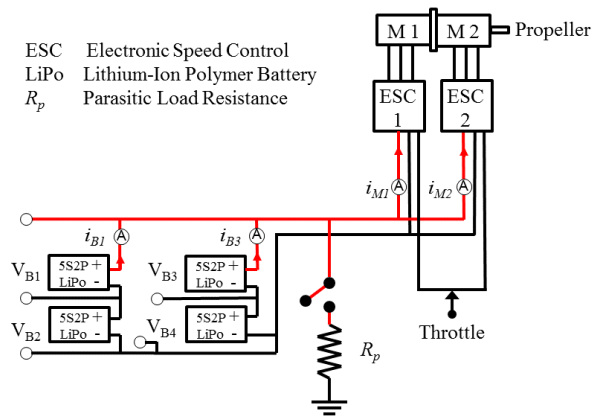 ESC Electronic Speed Control
LiPo Lithium-Ion Polymer Battery
Rp Parasitic Load Resistance
M 1 M 2 Propeller
ESC 1
ESC 2
iM1 A
iM2 A
iB1 A
iB3 A
VB1
5S2P +
LiPo -
VB3
5S2P +
LiPo -
VB2
5S2P +
LiPo -
VB4
5S2P +
LiPo -
Throttle
Rp